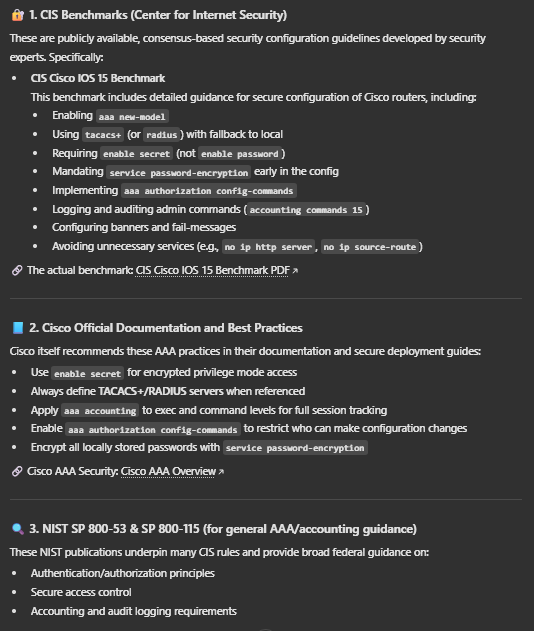 🔐 1. CIS Benchmarks (Center for Internet Security)
These are publicly available, consensus-based security configuration guidelines developed by security
experts. Specifically:
• CIS Cisco IOS 15 Benchmark
This benchmark includes detailed guidance for secure configuration of Cisco routers, including:
• Enabling aaa new-model
• Using tacacs+ (or radius) with fallback to local
• Requiring enable secret (not enable password)
• Mandating service password-encryption early in the config
• Implementing aaa authorization config-commands
• Logging and auditing admin commands (accounting commands 15)
• Configuring banners and fail-messages
• Avoiding unnecessary services (e.g., no ip http server, no ip source-route)
🔗 The actual benchmark: CIS Cisco IOS 15 Benchmark PDF ↗
📘 2. Cisco Official Documentation and Best Practices
Cisco itself recommends these AAA practices in their documentation and secure deployment guides:
• Use enable secret for encrypted privilege mode access
• Always define TACACS+/RADIUS servers when referenced
• Apply aaa accounting to exec and command levels for full session tracking
• Enable aaa authorization config-commands to restrict who can make configuration changes
• Encrypt all locally stored passwords with service password-encryption
🔗 Cisco AAA Security: Cisco AAA Overview ↗
🔍 3. NIST SP 800-53 & SP 800-115 (for general AAA/accounting guidance)
These NIST publications underpin many CIS rules and provide broad federal guidance on:
• Authentication/authorization principles
• Secure access control
• Accounting and audit logging requirements